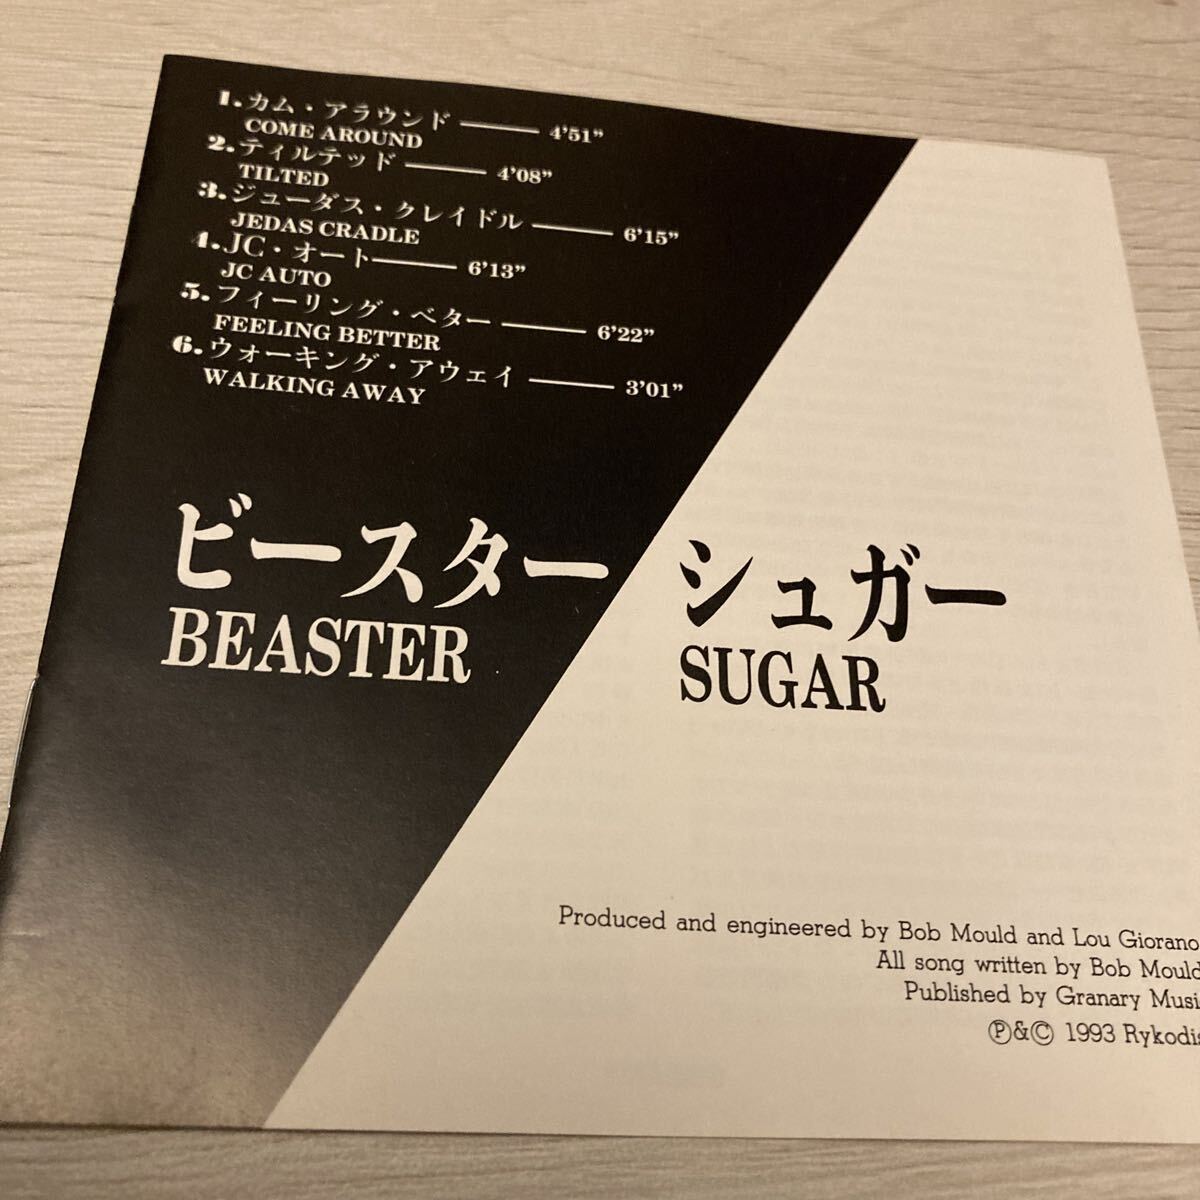 1.カム・アラウンド —— 4'51”
COME AROUND
2.ティルテッド —— 4'08”
TILTED
3.ジューダス・クレイドル —— 6'15”
JEDAS CRADLE
4.JC・オート—— 6'13”
JC AUTO
5.フィーリング・ベター —— 6'22”
FEELING BETTER
6.ウォーキング・アウェイ —— 3'01”
WALKING AWAY
ビースター シュガー
BEASTER SUGAR
Produced and engineered by Bob Mould and Lou Giorano
All song written by Bob Mould
Published by Granary Musi
Ⓟ&Ⓒ 1993 Rykodis